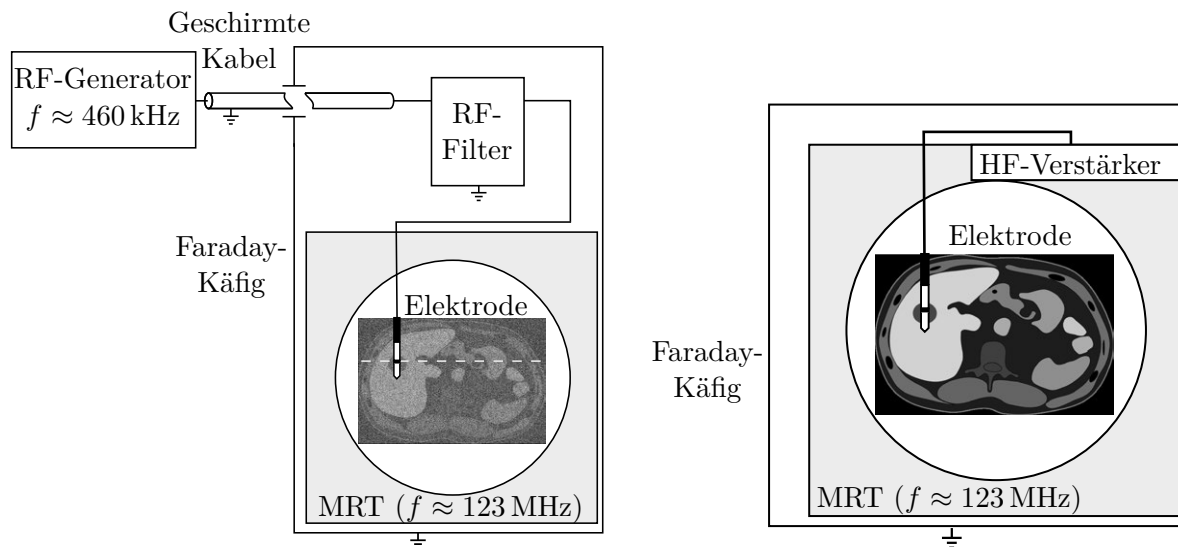 Geschirmte
Kabel
RF-Generator
f ≈ 460 kHz
RF-
Filter
Faraday-
Käfig
Elektrode
MRT (f ≈ 123 MHz)
HF-Verstärker
Elektrode
Faraday-
Käfig
MRT (f ≈ 123 MHz)